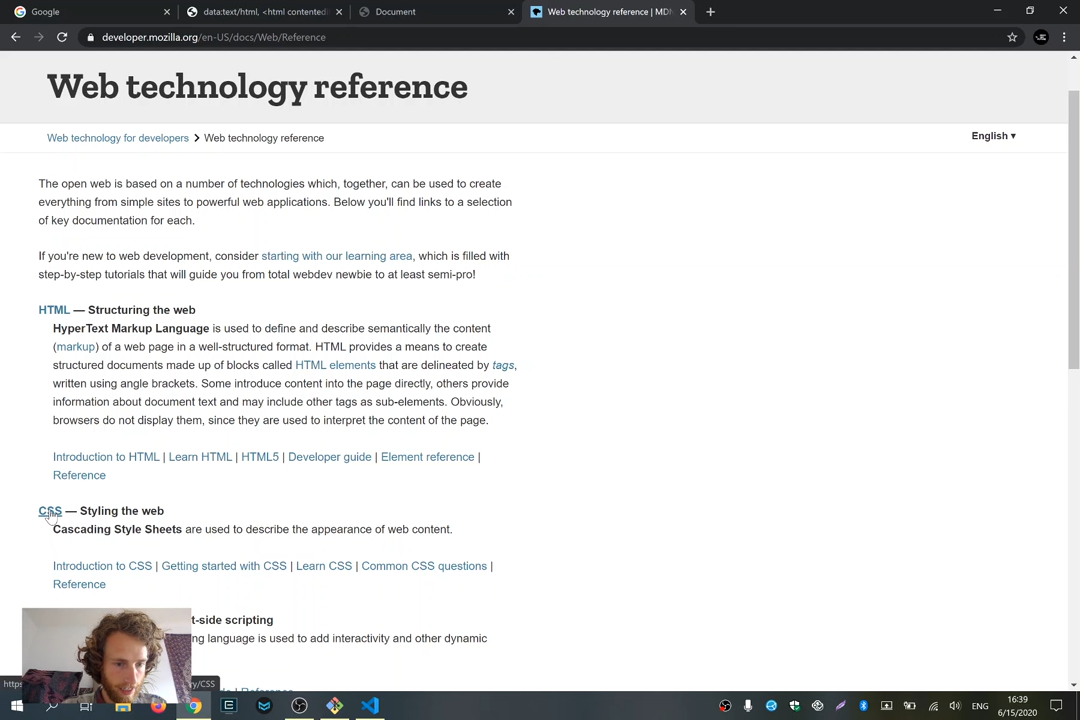 Google
data:text/html, <html contentedi
Document
Web technology reference | MDN
developer.mozilla.org/en-US/docs/Web/Reference
Web technology reference
Web technology for developers
Web technology reference
English ▾
The open web is based on a number of technologies which, together, can be used to create
everything from simple sites to powerful web applications. Below you'll find links to a selection
of key documentation for each.
If you're new to web development, consider starting with our learning area, which is filled with
step-by-step tutorials that will guide you from total webdev newbie to at least semi-pro!
HTML — Structuring the web
HyperText Markup Language is used to define and describe semantically the content
(markup) of a web page in a well-structured format. HTML provides a means to create
structured documents made up of blocks called HTML elements that are delineated by tags,
written using angle brackets. Some introduce content into the page directly, others provide
information about document text and may include other tags as sub-elements. Obviously,
browsers do not display them, since they are used to interpret the content of the page.
Introduction to HTML | Learn HTML | HTML5 | Developer guide | Element reference |
Reference
CSS — Styling the web
Cascading Style Sheets are used to describe the appearance of web content.
Introduction to CSS | Getting started with CSS | Learn CSS | Common CSS questions |
Reference
t-side scripting
ng language is used to add interactivity and other dynamic
https
y/CSS
Reference
ENG
16:39
6/15/2020